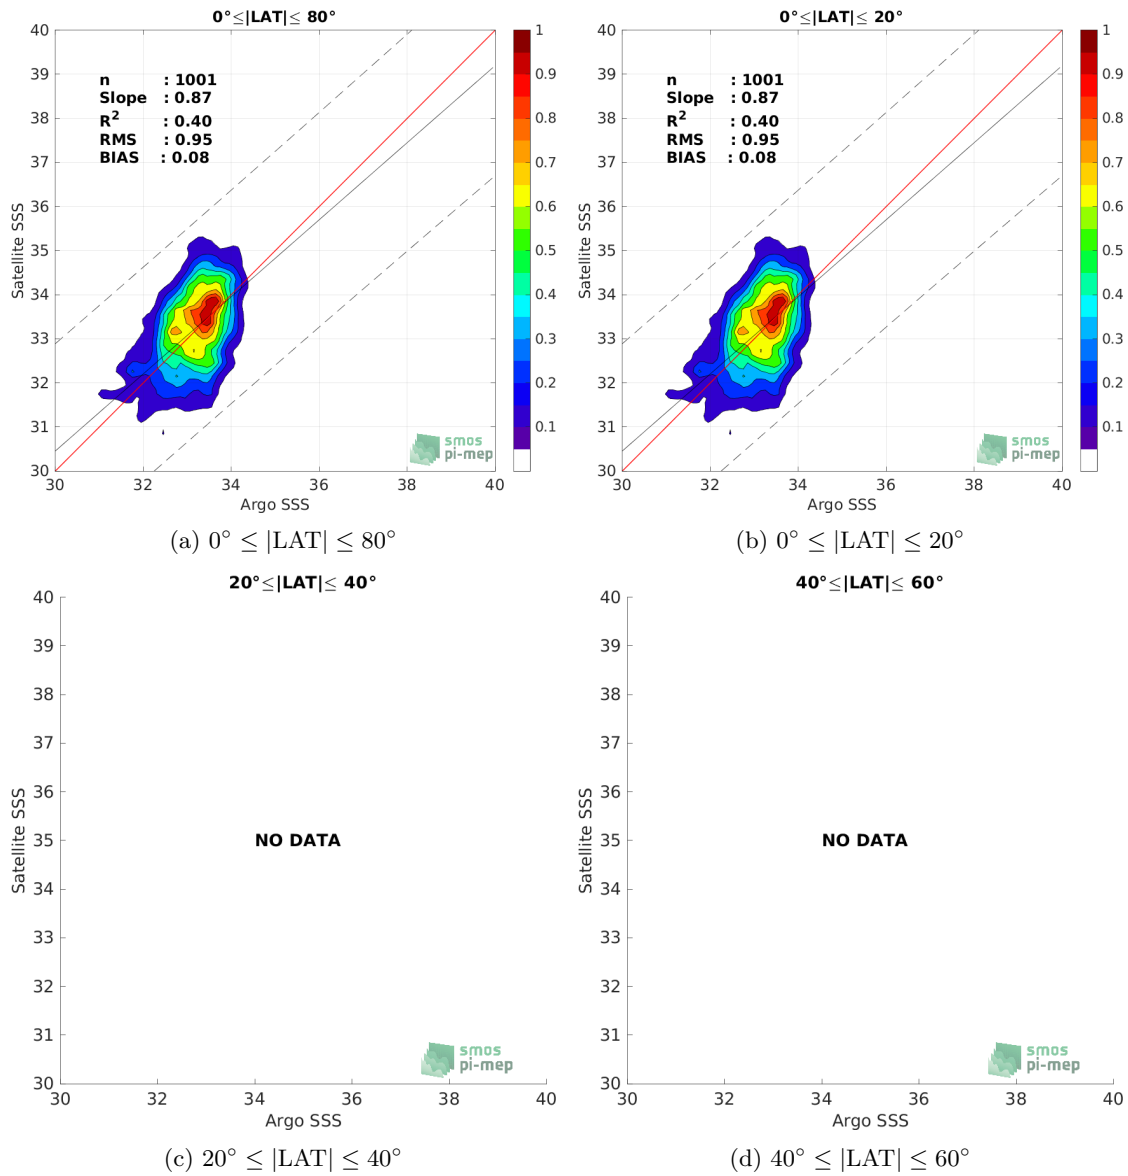 0°≤|LAT|≤ 80°
40
39
38
37
36
35
34
33
32
31
30
Satellite SSS
n : 1001
Slope : 0.87
R² : 0.40
RMS : 0.95
BIAS : 0.08
smos
pi-mep
30 32 34 36 38 40
Argo SSS
1
0.9
0.8
0.7
0.6
0.5
0.4
0.3
0.2
0.1
(a) 0° ≤ |LAT| ≤ 80°
0°≤|LAT|≤ 20°
40
39
38
37
36
35
34
33
32
31
30
Satellite SSS
n : 1001
Slope : 0.87
R² : 0.40
RMS : 0.95
BIAS : 0.08
smos
pi-mep
30 32 34 36 38 40
Argo SSS
1
0.9
0.8
0.7
0.6
0.5
0.4
0.3
0.2
0.1
(b) 0° ≤ |LAT| ≤ 20°
20°≤|LAT|≤ 40°
40
39
38
37
36
35
34
33
32
31
30
Satellite SSS
NO DATA
smos
pi-mep
30 32 34 36 38 40
Argo SSS
(c) 20° ≤ |LAT| ≤ 40°
40°≤|LAT|≤ 60°
40
39
38
37
36
35
34
33
32
31
30
Satellite SSS
NO DATA
smos
pi-mep
30 32 34 36 38 40
Argo SSS
(d) 40° ≤ |LAT| ≤ 60°